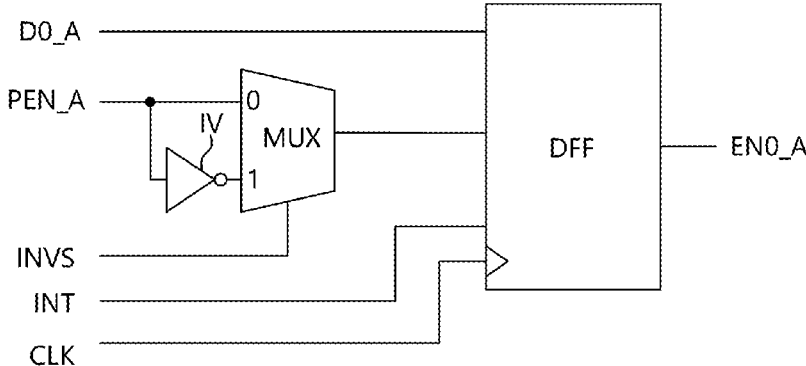 D0_A
PEN_A
IV
0
MUX
1
DFF
EN0_A
INVS
INT
CLK